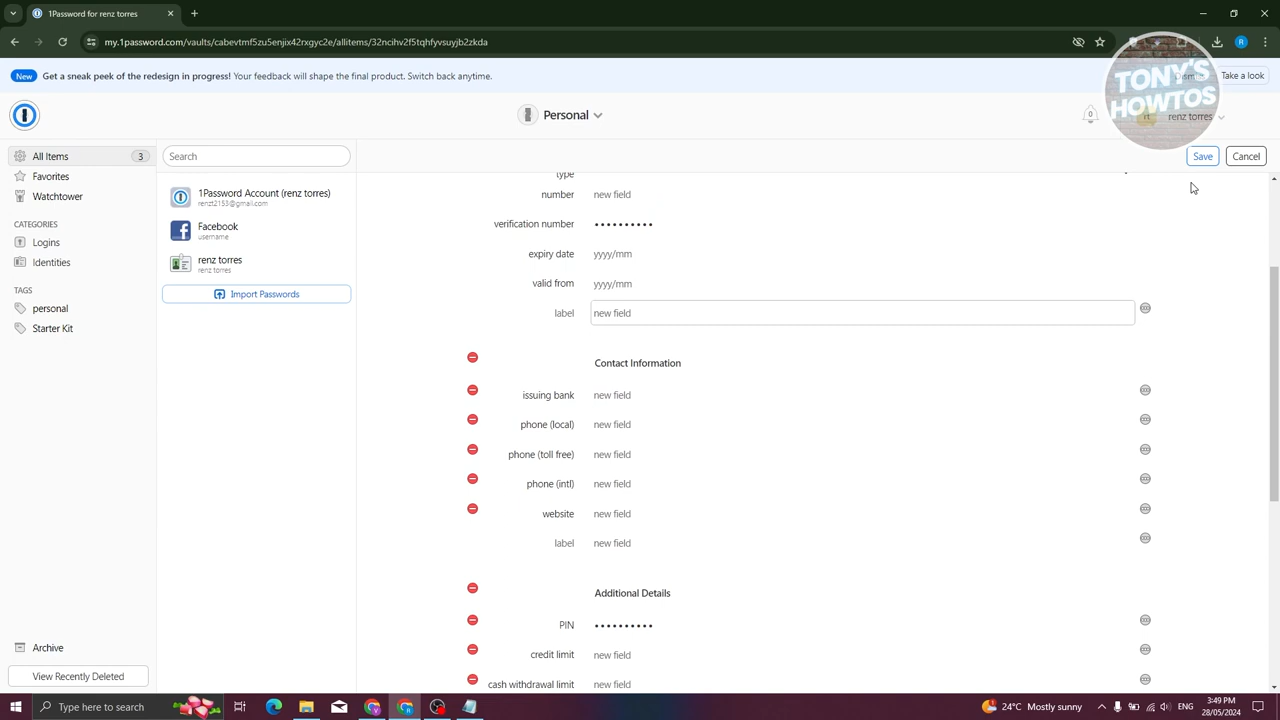 1Password for torres
my.1password.com/vaults/cabevtmf5zu5enjix42rxgyc2e/allitems/32ncihv2f5tqhfyvsuyjb2zkda
R
New Get a sneak peek of the redesign in progress! Your feedback will shape the final product. Switch back anytime.
Take a look
TONY'S
HOWTOS
Personal
0
renz torres
All Items 3
Search
Save
Cancel
Favorites
Watchtower
CATEGORIES
Logins
Identities
TAGS
personal
Starter Kit
Archive
View Recently Deleted
1Password Account (renz torres)
renzt2153@gmail.com
Facebook
username
renz torres
renz torres
Import Passwords
type
number new field
verification number ••••••••••
expiry date yyyy/mm
valid from yyyy/mm
label new field
Contact Information
issuing bank new field
phone (local) new field
phone (toll free) new field
phone (intl) new field
website new field
label new field
Additional Details
PIN ••••••••••
credit limit new field
cash withdrawal limit new field
Type here to search
24°C Mostly sunny
3:49 PM
28/05/2024